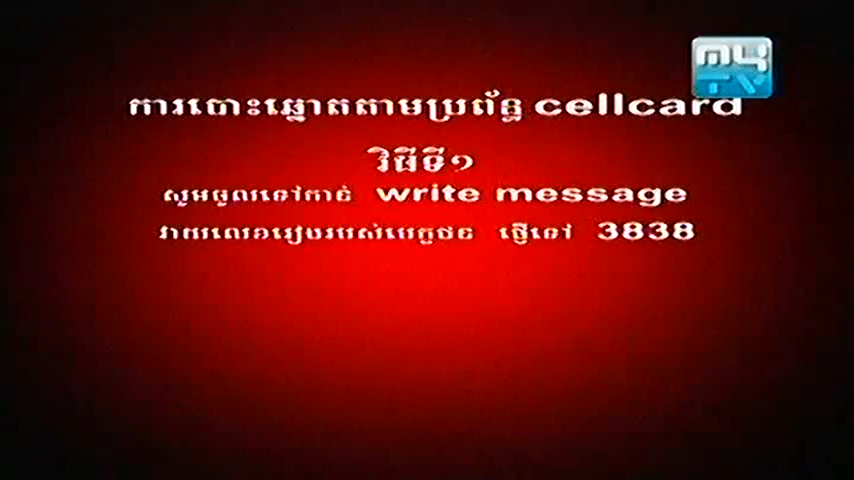 MY
TV
ការបោះឆ្នោតតាមប្រព័ន្ធ cellcard
វិធីទី១
សូមចូលទៅកាន់ write message
វាយលេខរៀងរបស់បេក្ខជន ផ្ញើទៅ 3838